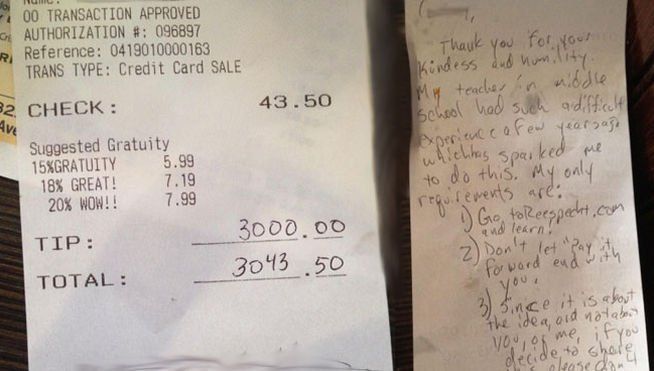 00 TRANSACTION APPROVED
AUTHORIZATION #: 096897
Reference: 0419010000163
TRANS TYPE: Credit Card SALE
CHECK: 43.50
Suggested Gratuity
15%GRATUITY 5.99
18% GREAT! 7.19
20% WOW!! 7.99
TIP: 3000.00
TOTAL: 3043.50
Thank you for your
Kindess and humility.
My teacher in middle
school had such a difficult
experience a few years ago
which has sparked me
to do this. My only
requirements are:
1) Go toReespecht.com
and learn!
2) Don't let "Pay it
forward end with
you.
3) Since it is about
the idea, and not about
you, or me, if you
decide to share
please don't